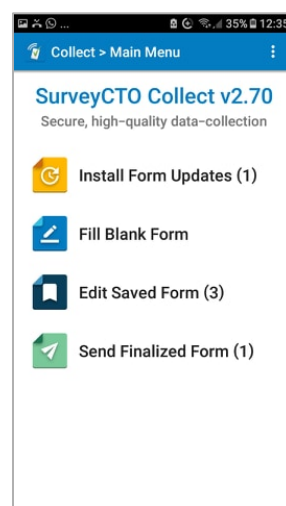 ... 35% 12:35
Collect > Main Menu
SurveyCTO Collect v2.70
Secure, high-quality data-collection
Install Form Updates (1)
Fill Blank Form
Edit Saved Form (3)
Send Finalized Form (1)